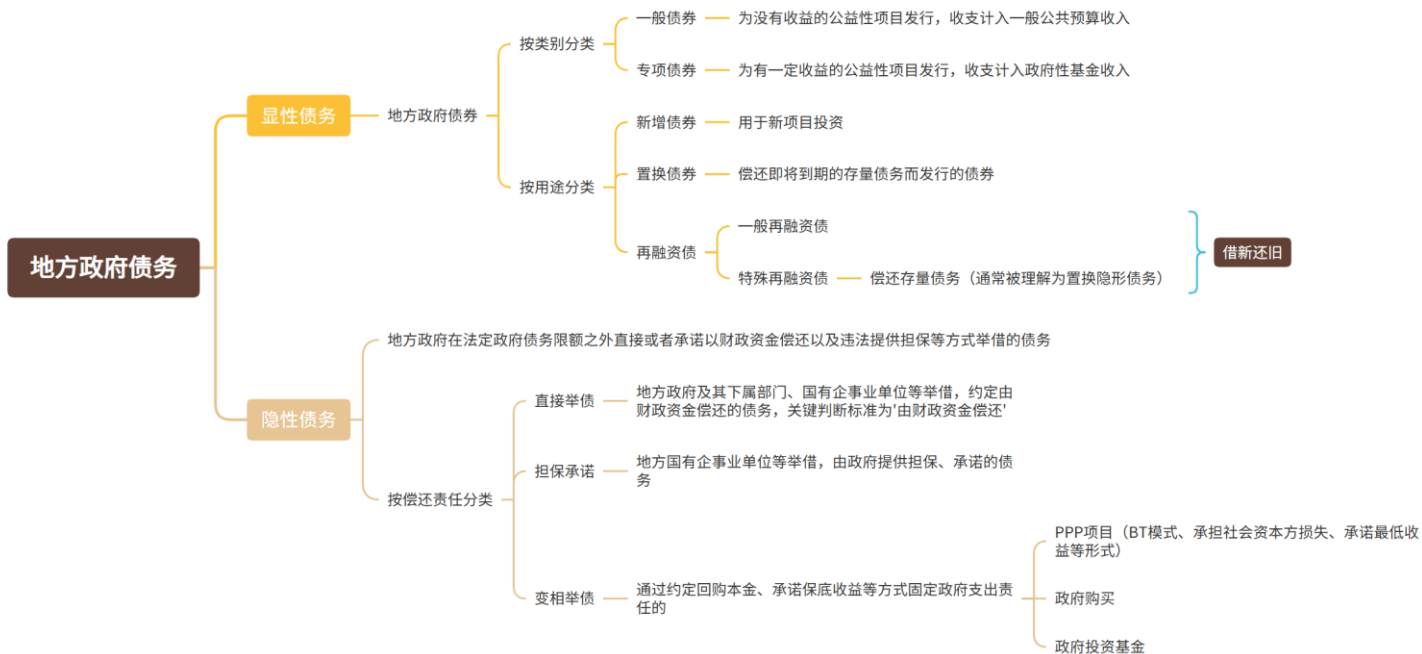 地方政府债务
显性债务
地方政府债券
按类别分类
一般债券
为没有收益的公益性项目发行，收支计入一般公共预算收入
专项债券
为有一定收益的公益性项目发行，收支计入政府性基金收入
按用途分类
新增债券
用于新项目投资
置换债券
偿还即将到期的存量债务而发行的债券
再融资债
一般再融资债
特殊再融资债
偿还存量债务（通常被理解为置换隐形债务）
借新还旧
隐性债务
地方政府在法定政府债务限额之外直接或者承诺以财政资金偿还以及违法提供担保等方式举借的债务
按偿还责任分类
直接举债
地方政府及其下属部门、国有企事业单位等举借，约定由
财政资金偿还的债务，关键判断标准为'由财政资金偿还'
担保承诺
地方国有企事业单位等举借，由政府提供担保、承诺的债
务
变相举债
通过约定回购本金、承诺保底收益等方式固定政府支出责
任的
PPP项目（BT模式、承担社会资本方损失、承诺最低收
益等形式）
政府购买
政府投资基金